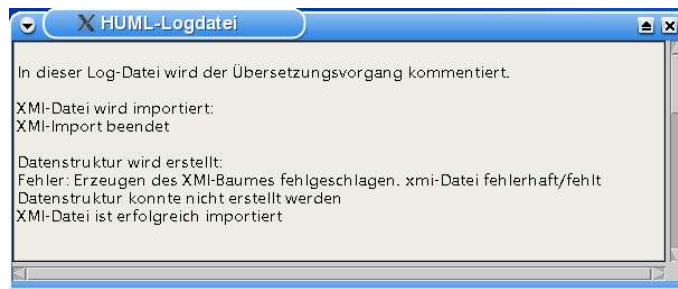 HUML-Logdatei
In dieser Log-Datei wird der Übersetzungsvorgang kommentiert.
XMI-Datei wird importiert:
XMI-Import beendet
Datenstruktur wird erstellt:
Fehler: Erzeugen des XMI-Baumes fehlgeschlagen. xmi-Datei fehlerhaft/fehlt
Datenstruktur konnte nicht erstellt werden
XMI-Datei ist erfolgreich importiert